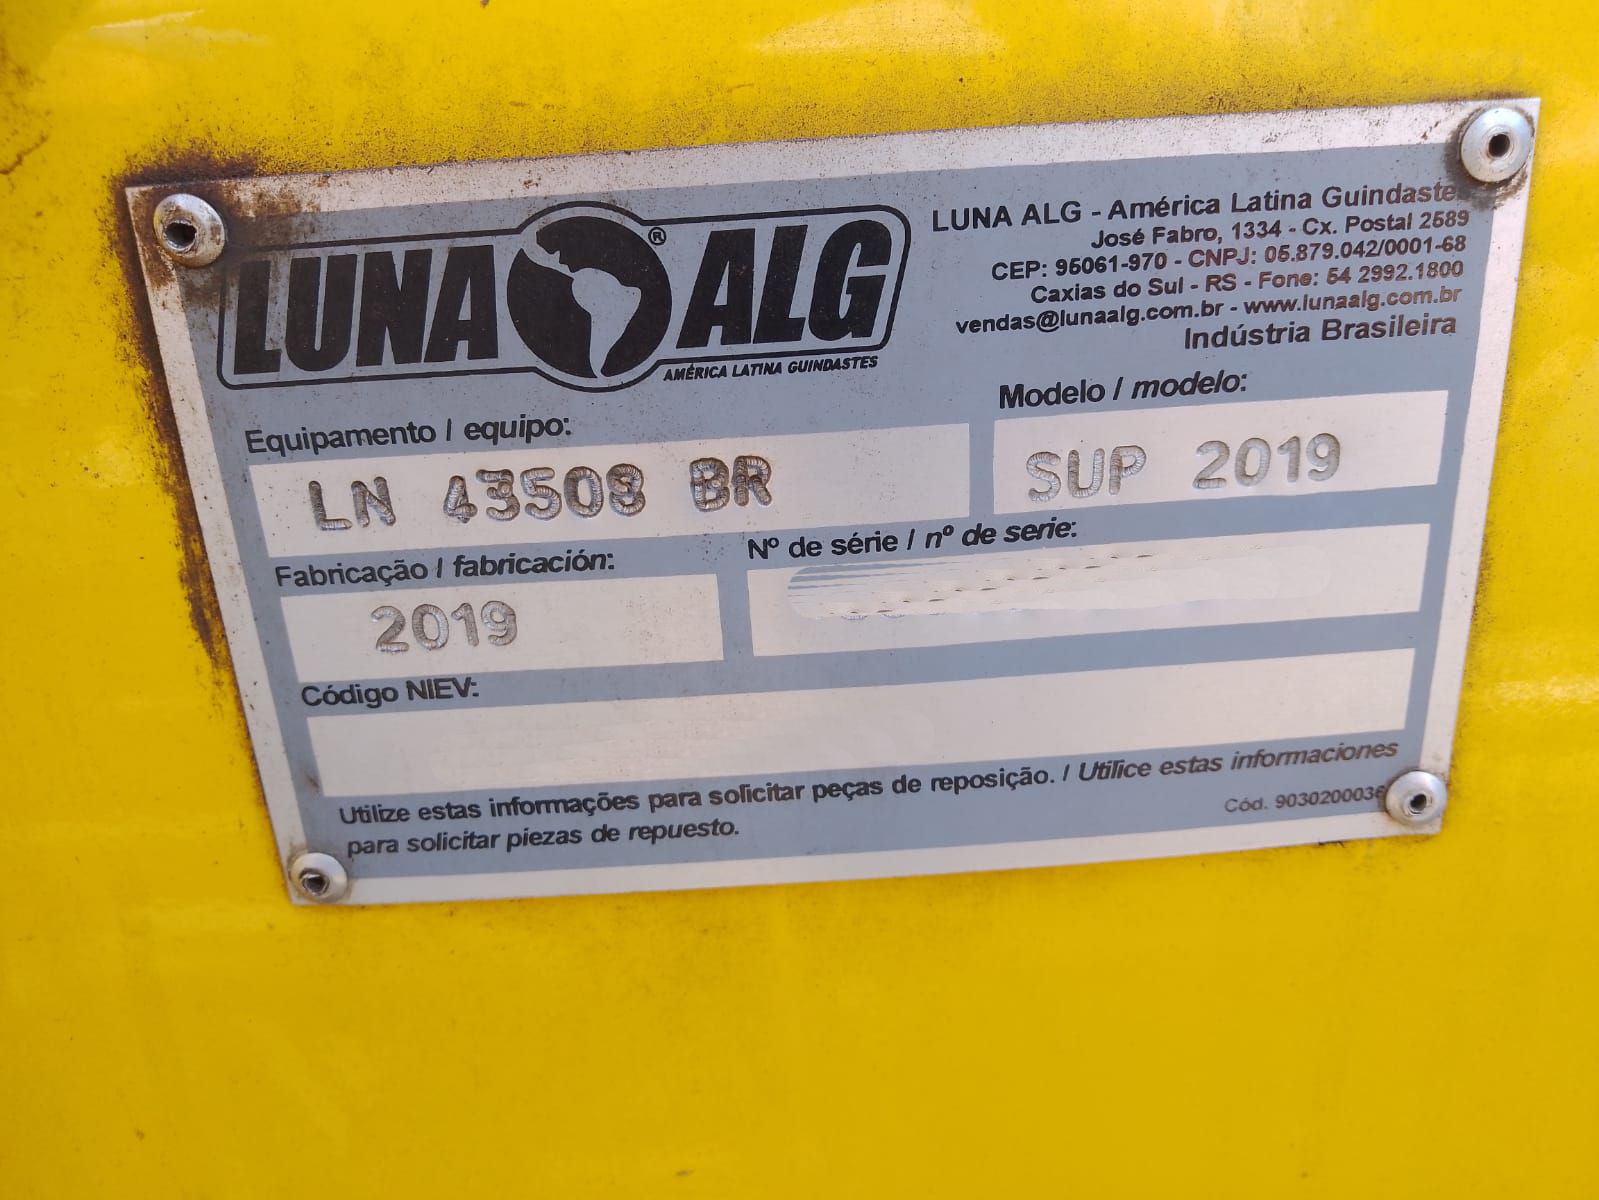 LUNA ALG
®
AMÉRICA LATINA GUINDASTES
LUNA ALG - América Latina Guindaste
José Fabro, 1334 - Cx. Postal 2589
CEP: 95061-970 - CNPJ: 05.879.042/0001-68
Caxias do Sul - RS - Fone: 54 2992.1800
vendas@lunaalg.com.br - www.lunaalg.com.br
Indústria Brasileira
Equipamento / equipo:
LN 43508 BR
Modelo / modelo:
SUP 2019
Fabricação / fabricación:
2019
Nº de série / nº de serie:
Código NIEV:
Utilize estas informações para solicitar peças de reposição. / Utilice estas informaciones
para solicitar piezas de repuesto.
Cód. 9030200036